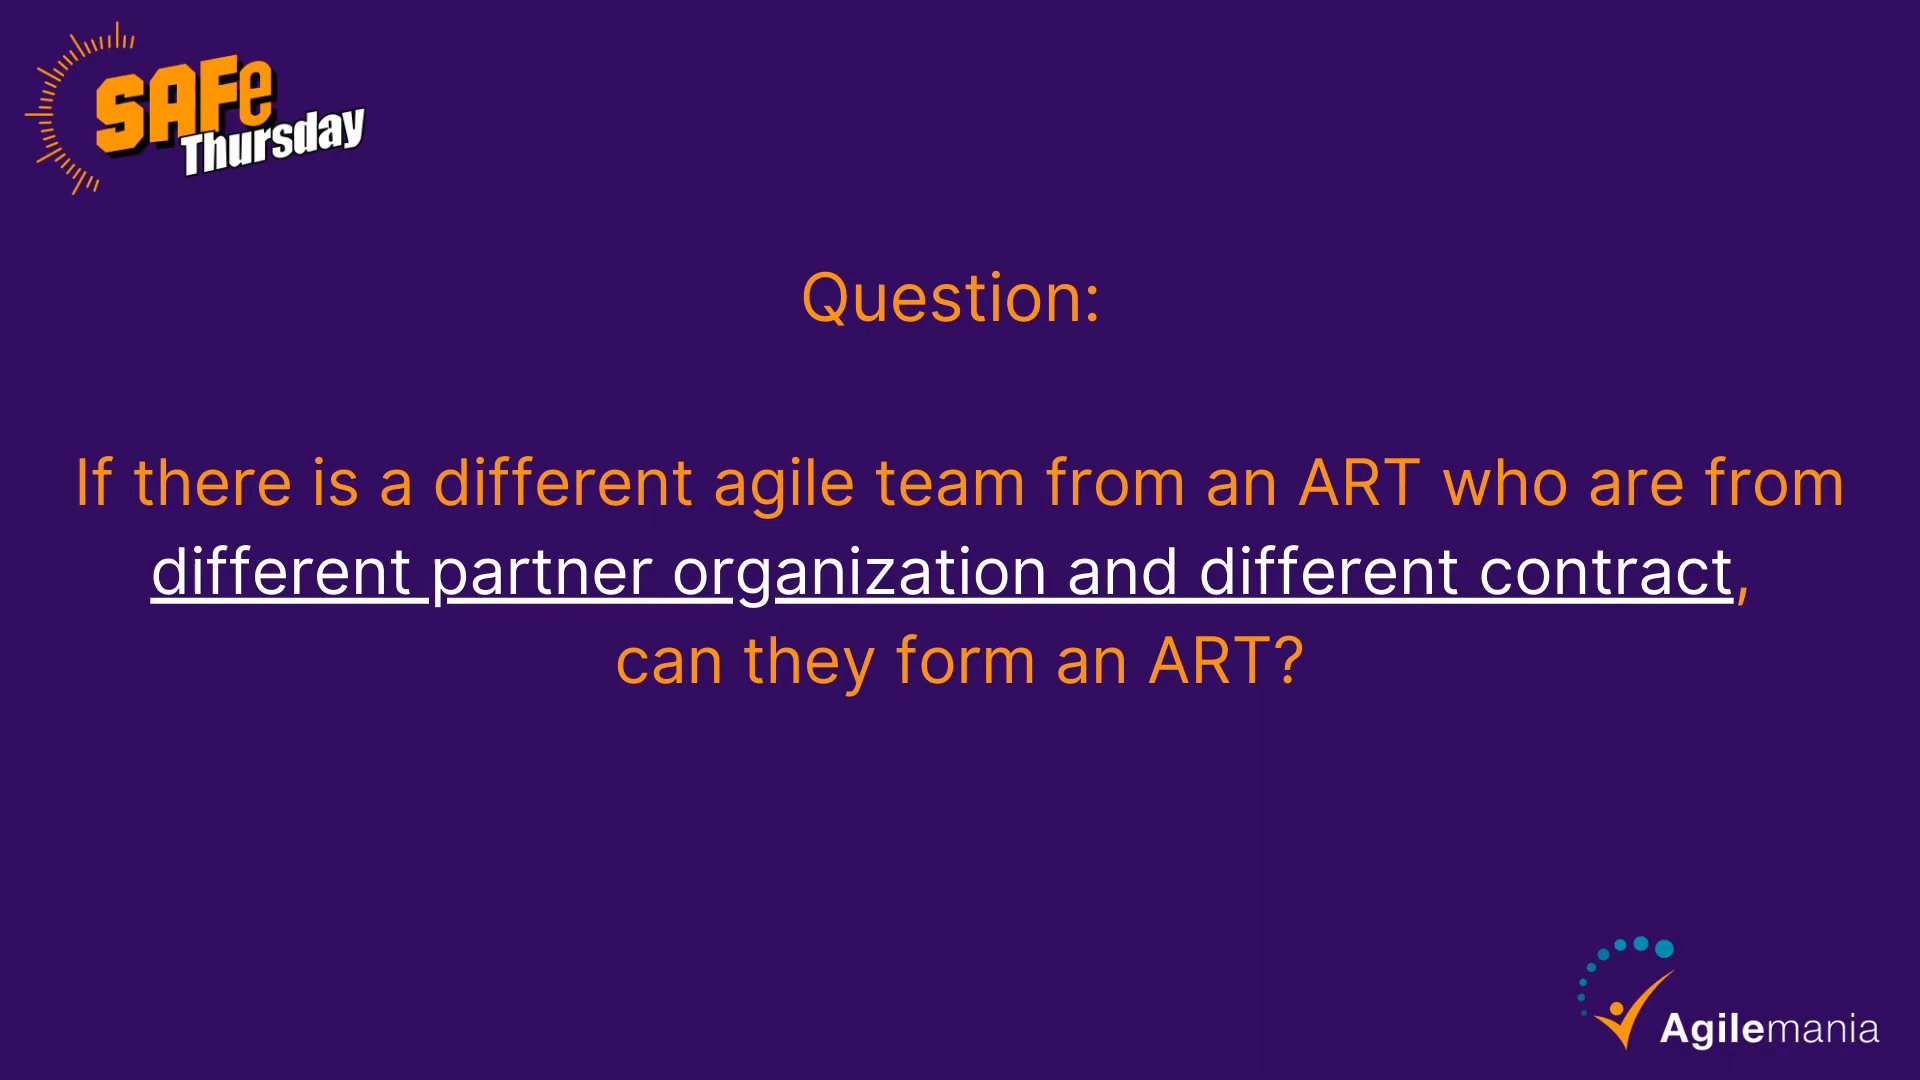 SAFe
Thursday
Question:
If there is a different agile team from an ART who are from
different partner organization and different contract,
can they form an ART?
Agilemania